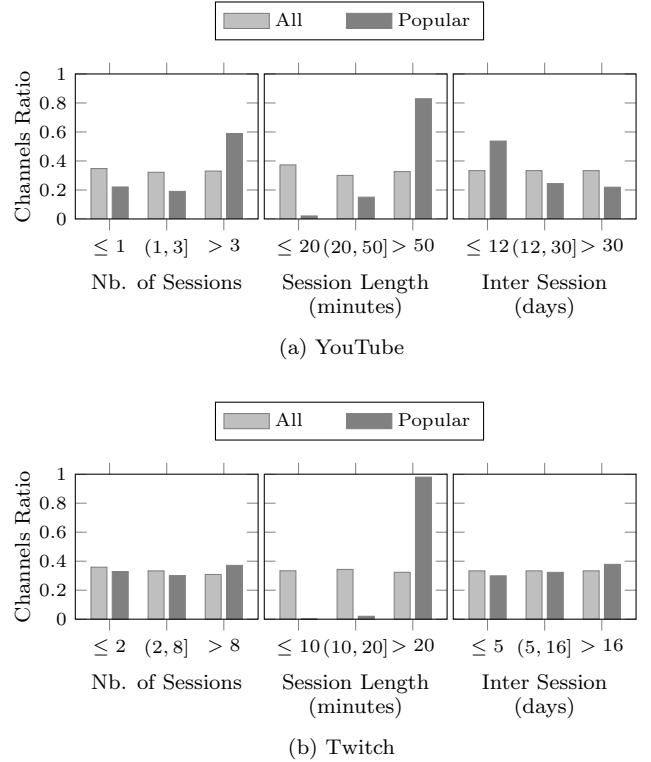 All Popular
1
0.8
0.6
0.4
0.2
0
Channels Ratio
≤ 1 (1, 3] > 3 ≤ 20 (20, 50] > 50 ≤ 12 (12, 30] > 30
Nb. of Sessions Session Length Inter Session
(minutes) (days)
(a) YouTube
All Popular
1
0.8
0.6
0.4
0.2
0
Channels Ratio
≤ 2 (2, 8] > 8 ≤ 10 (10, 20] > 20 ≤ 5 (5, 16] > 16
Nb. of Sessions Session Length Inter Session
(minutes) (days)
(b) Twitch